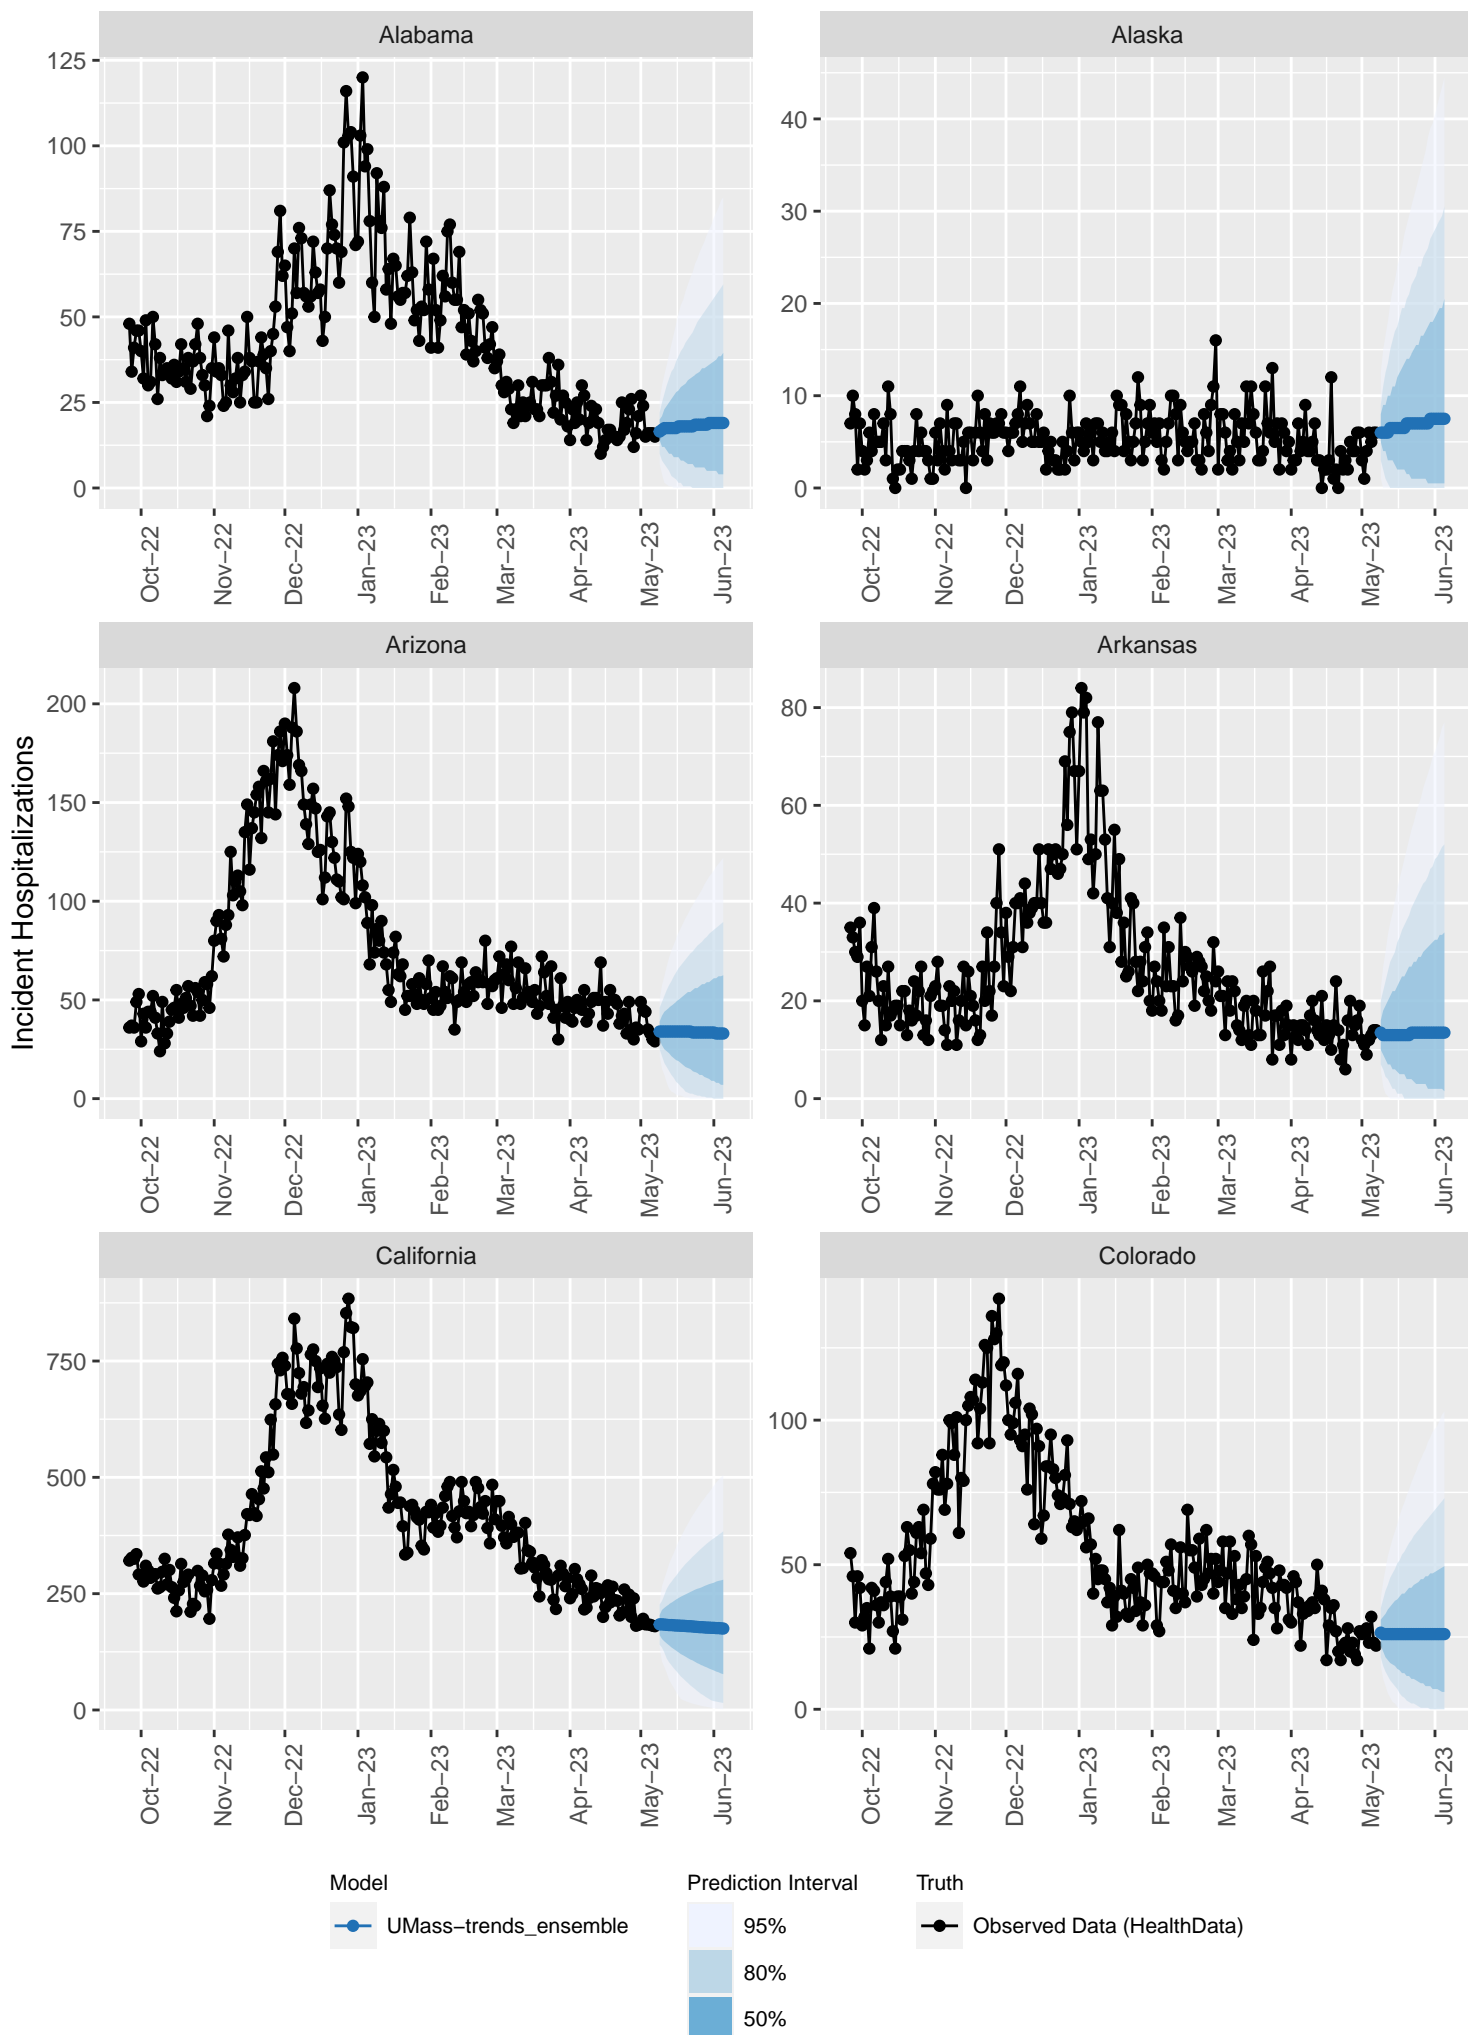 Alabama
Alaska
125
100
75
50
25
0
40
30
20
10
0
Oct−22
Nov−22
Dec−22
Jan−23
Feb−23
Mar−23
Apr−23
May−23
Jun−23
Oct−22
Nov−22
Dec−22
Jan−23
Feb−23
Mar−23
Apr−23
May−23
Jun−23
Incident Hospitalizations
Arizona
Arkansas
200
150
100
50
0
80
60
40
20
0
Oct−22
Nov−22
Dec−22
Jan−23
Feb−23
Mar−23
Apr−23
May−23
Jun−23
Oct−22
Nov−22
Dec−22
Jan−23
Feb−23
Mar−23
Apr−23
May−23
Jun−23
California
Colorado
750
500
250
0
100
50
0
Oct−22
Nov−22
Dec−22
Jan−23
Feb−23
Mar−23
Apr−23
May−23
Jun−23
Oct−22
Nov−22
Dec−22
Jan−23
Feb−23
Mar−23
Apr−23
May−23
Jun−23
Model
UMass−trends_ensemble
Prediction Interval
95%
80%
50%
Truth
Observed Data (HealthData)